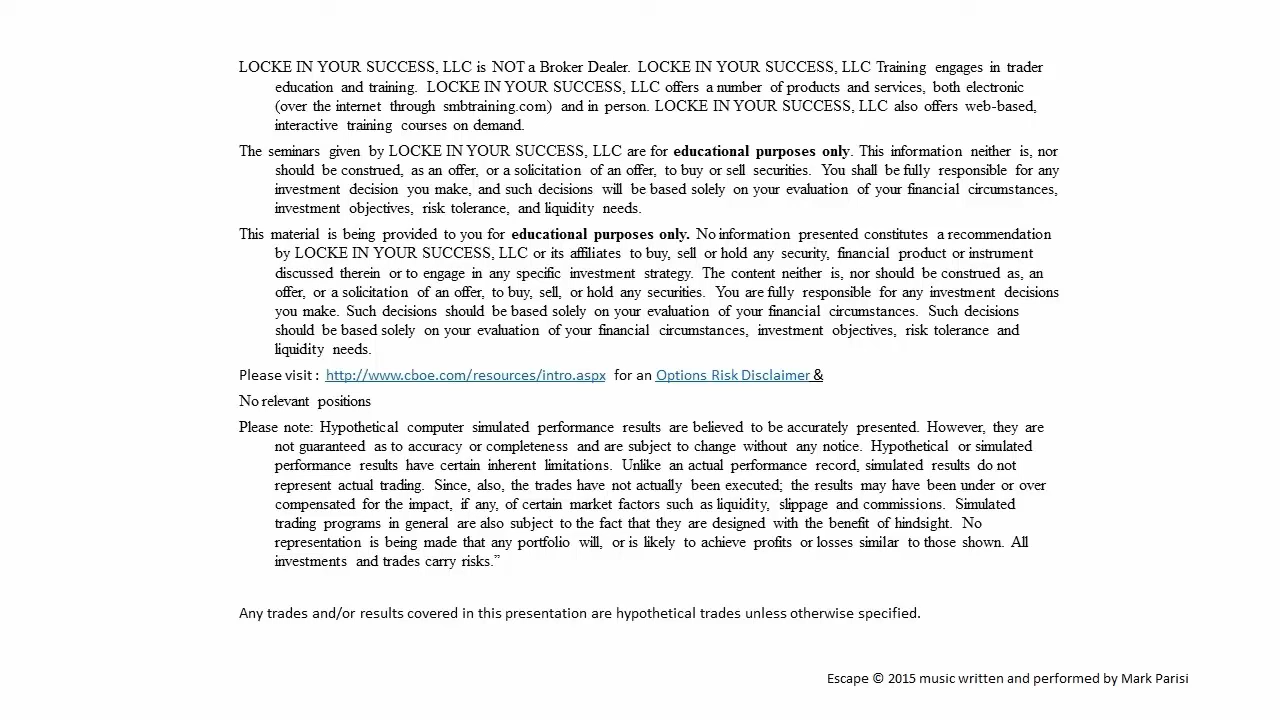 LOCKE IN YOUR SUCCESS, LLC is NOT a Broker Dealer. LOCKE IN YOUR SUCCESS, LLC Training engages in trader
education and training. LOCKE IN YOUR SUCCESS, LLC offers a number of products and services, both electronic
(over the internet through smbtraining.com) and in person. LOCKE IN YOUR SUCCESS, LLC also offers web-based,
interactive training courses on demand.
The seminars given by LOCKE IN YOUR SUCCESS, LLC are for educational purposes only. This information neither is, nor
should be construed, as an offer, or a solicitation of an offer, to buy or sell securities. You shall be fully responsible for any
investment decision you make, and such decisions will be based solely on your evaluation of your financial circumstances,
investment objectives, risk tolerance, and liquidity needs.
This material is being provided to you for educational purposes only. No information presented constitutes a recommendation
by LOCKE IN YOUR SUCCESS, LLC or its affiliates to buy, sell or hold any security, financial product or instrument
discussed therein or to engage in any specific investment strategy. The content neither is, nor should be construed as, an
offer, or a solicitation of an offer, to buy, sell, or hold any securities. You are fully responsible for any investment decisions
you make. Such decisions should be based solely on your evaluation of your financial circumstances. Such decisions
should be based solely on your evaluation of your financial circumstances, investment objectives, risk tolerance and
liquidity needs.
Please visit : http://www.cboe.com/resources/intro.aspx for an Options Risk Disclaimer &
No relevant positions
Please note: Hypothetical computer simulated performance results are believed to be accurately presented. However, they are
not guaranteed as to accuracy or completeness and are subject to change without any notice. Hypothetical or simulated
performance results have certain inherent limitations. Unlike an actual performance record, simulated results do not
represent actual trading. Since, also, the trades have not actually been executed; the results may have been under or over
compensated for the impact, if any, of certain market factors such as liquidity, slippage and commissions. Simulated
trading programs in general are also subject to the fact that they are designed with the benefit of hindsight. No
representation is being made that any portfolio will, or is likely to achieve profits or losses similar to those shown. All
investments and trades carry risks.”
Any trades and/or results covered in this presentation are hypothetical trades unless otherwise specified.
Escape © 2015 music written and performed by Mark Parisi